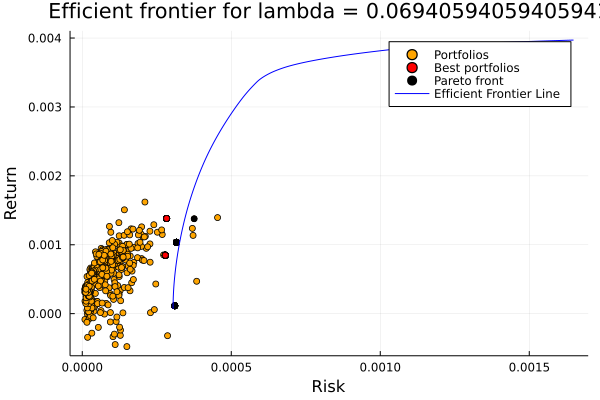 Efficient frontier for lambda = 0.0694059405940594
0.004
0.003
0.002
0.001
0.000
Return
Portfolios
Best portfolios
Pareto front
Efficient Frontier Line
0.0000
0.0005
0.0010
0.0015
Risk